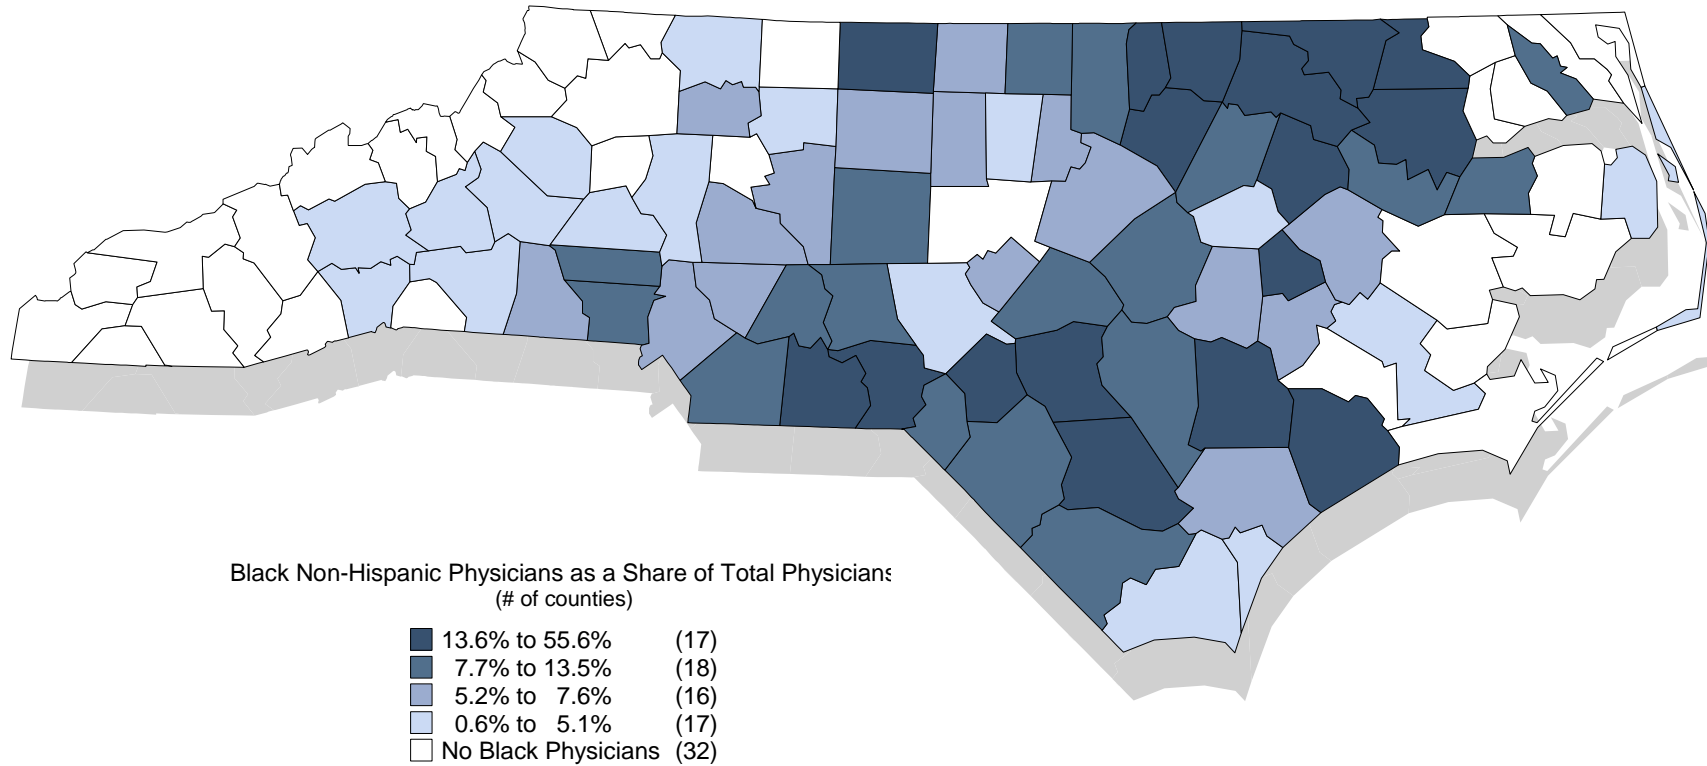 Black Non-Hispanic Physicians as a Share of Total Physicians
(# of counties)
13.6% to 55.6% (17)
7.7% to 13.5% (18)
5.2% to 7.6% (16)
0.6% to 5.1% (17)
No Black Physicians (32)